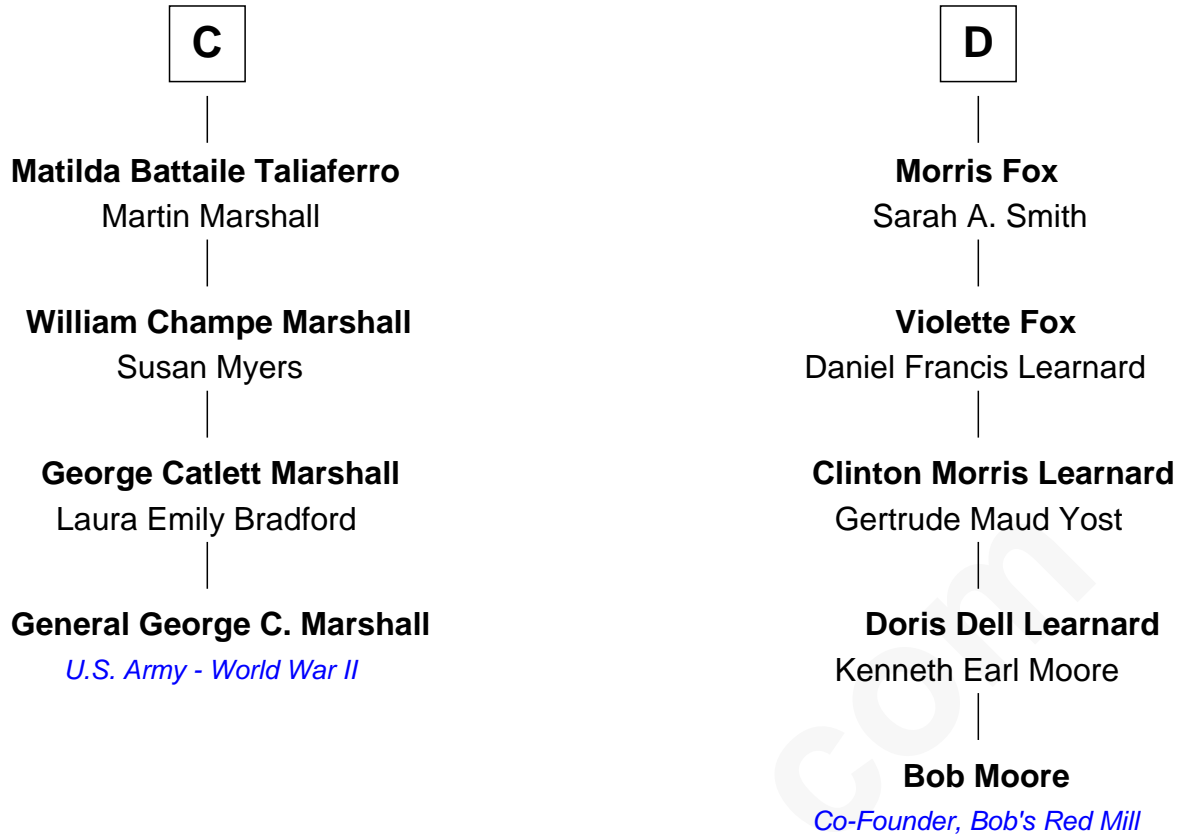 C
Matilda Battaile Taliaferro
Martin Marshall
William Champe Marshall
Susan Myers
George Catlett Marshall
Laura Emily Bradford
General George C. Marshall
U.S. Army - World War II
D
Morris Fox
Sarah A. Smith
Violette Fox
Daniel Francis Learnard
Clinton Morris Learnard
Gertrude Maud Yost
Doris Dell Learnard
Kenneth Earl Moore
Bob Moore
Co-Founder, Bob's Red Mill
com